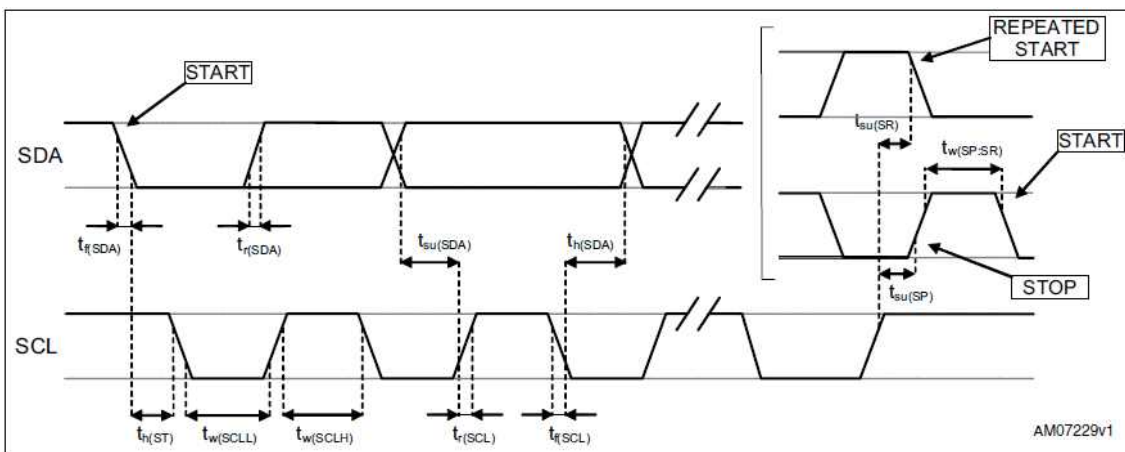 REPEATED
START
START
t_su(SR)
t_w(SP:SR)
START
SDA
t_f(SDA)
t_r(SDA)
t_su(SDA)
t_h(SDA)
t_su(SP)
STOP
SCL
t_h(ST)
t_w(SCLL)
t_w(SCLH)
t_r(SCL)
t_f(SCL)
AM07229v1